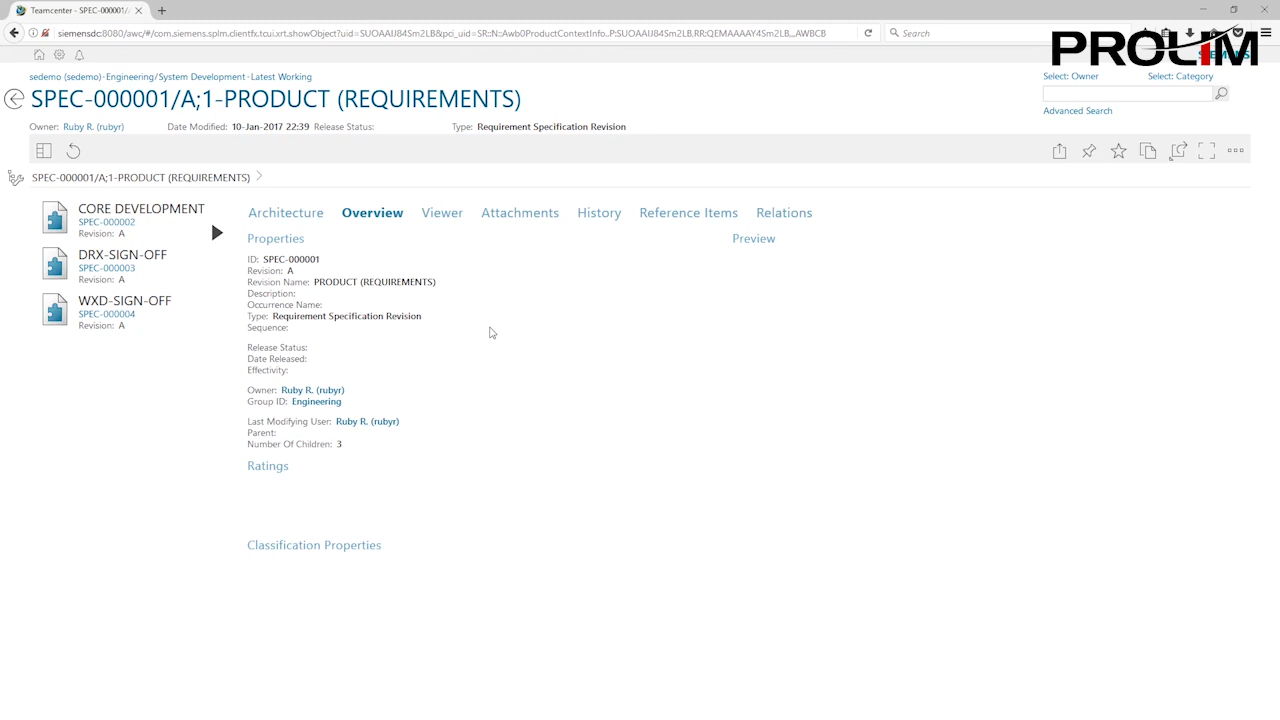 Teamcenter - SPEC-000001/
siemensdc:8080/awc/#/com.siemens.splm.clientfx.tcui.xrt.showObject?uid=SUOAAIJ84Sm2LB&pci_uid=SR::N::Awb0ProductContextInfo..P:SUOAAIJ84Sm2LB,RR:QEMAAAAY4Sm2LB,,,AWBCB
Search
PROLIM
sedemo (sedemo) · Engineering/System Development · Latest Working
Select: Owner
Select: Category
SPEC-000001/A;1-PRODUCT (REQUIREMENTS)
Advanced Search
Owner: Ruby R. (rubyr)
Date Modified: 10-Jan-2017 22:39
Release Status:
Type: Requirement Specification Revision
SPEC-000001/A;1-PRODUCT (REQUIREMENTS)
CORE DEVELOPMENT
SPEC-000002
Revision: A
DRX-SIGN-OFF
SPEC-000003
Revision: A
WXD-SIGN-OFF
SPEC-000004
Revision: A
Architecture
Overview
Viewer
Attachments
History
Reference Items
Relations
Properties
ID: SPEC-000001
Revision: A
Revision Name: PRODUCT (REQUIREMENTS)
Description:
Occurrence Name:
Type: Requirement Specification Revision
Sequence:
Release Status:
Date Released:
Effectivity:
Owner: Ruby R. (rubyr)
Group ID: Engineering
Last Modifying User: Ruby R. (rubyr)
Parent:
Number Of Children: 3
Ratings
Classification Properties
Preview